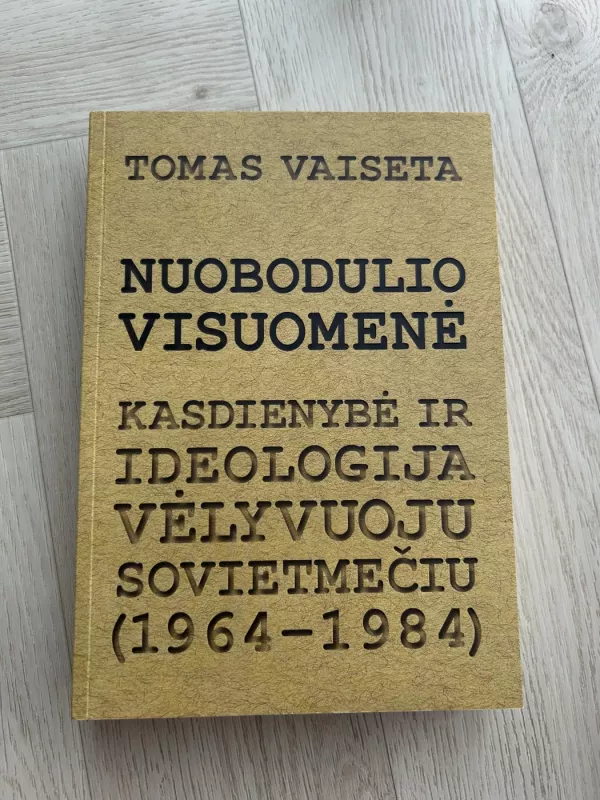 TOMAS VAISETA
NUOBODULIO
VISUOMENĖ
KASDIENYBĖ IR
IDEOLOGIJA
VĖLYVUOJU
SOVIETMEČIU
(1964–1984)